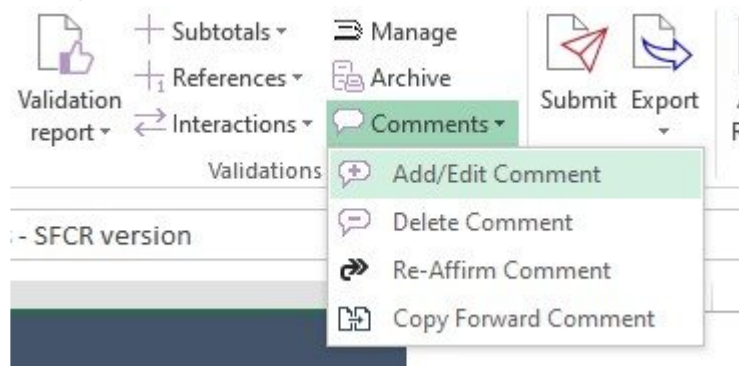 Subtotals
References
Interactions
Manage
Archive
Comments
Validation
report
Submit
Export
Validations
Add/Edit Comment
Delete Comment
Re-Affirm Comment
Copy Forward Comment
- SFCR version